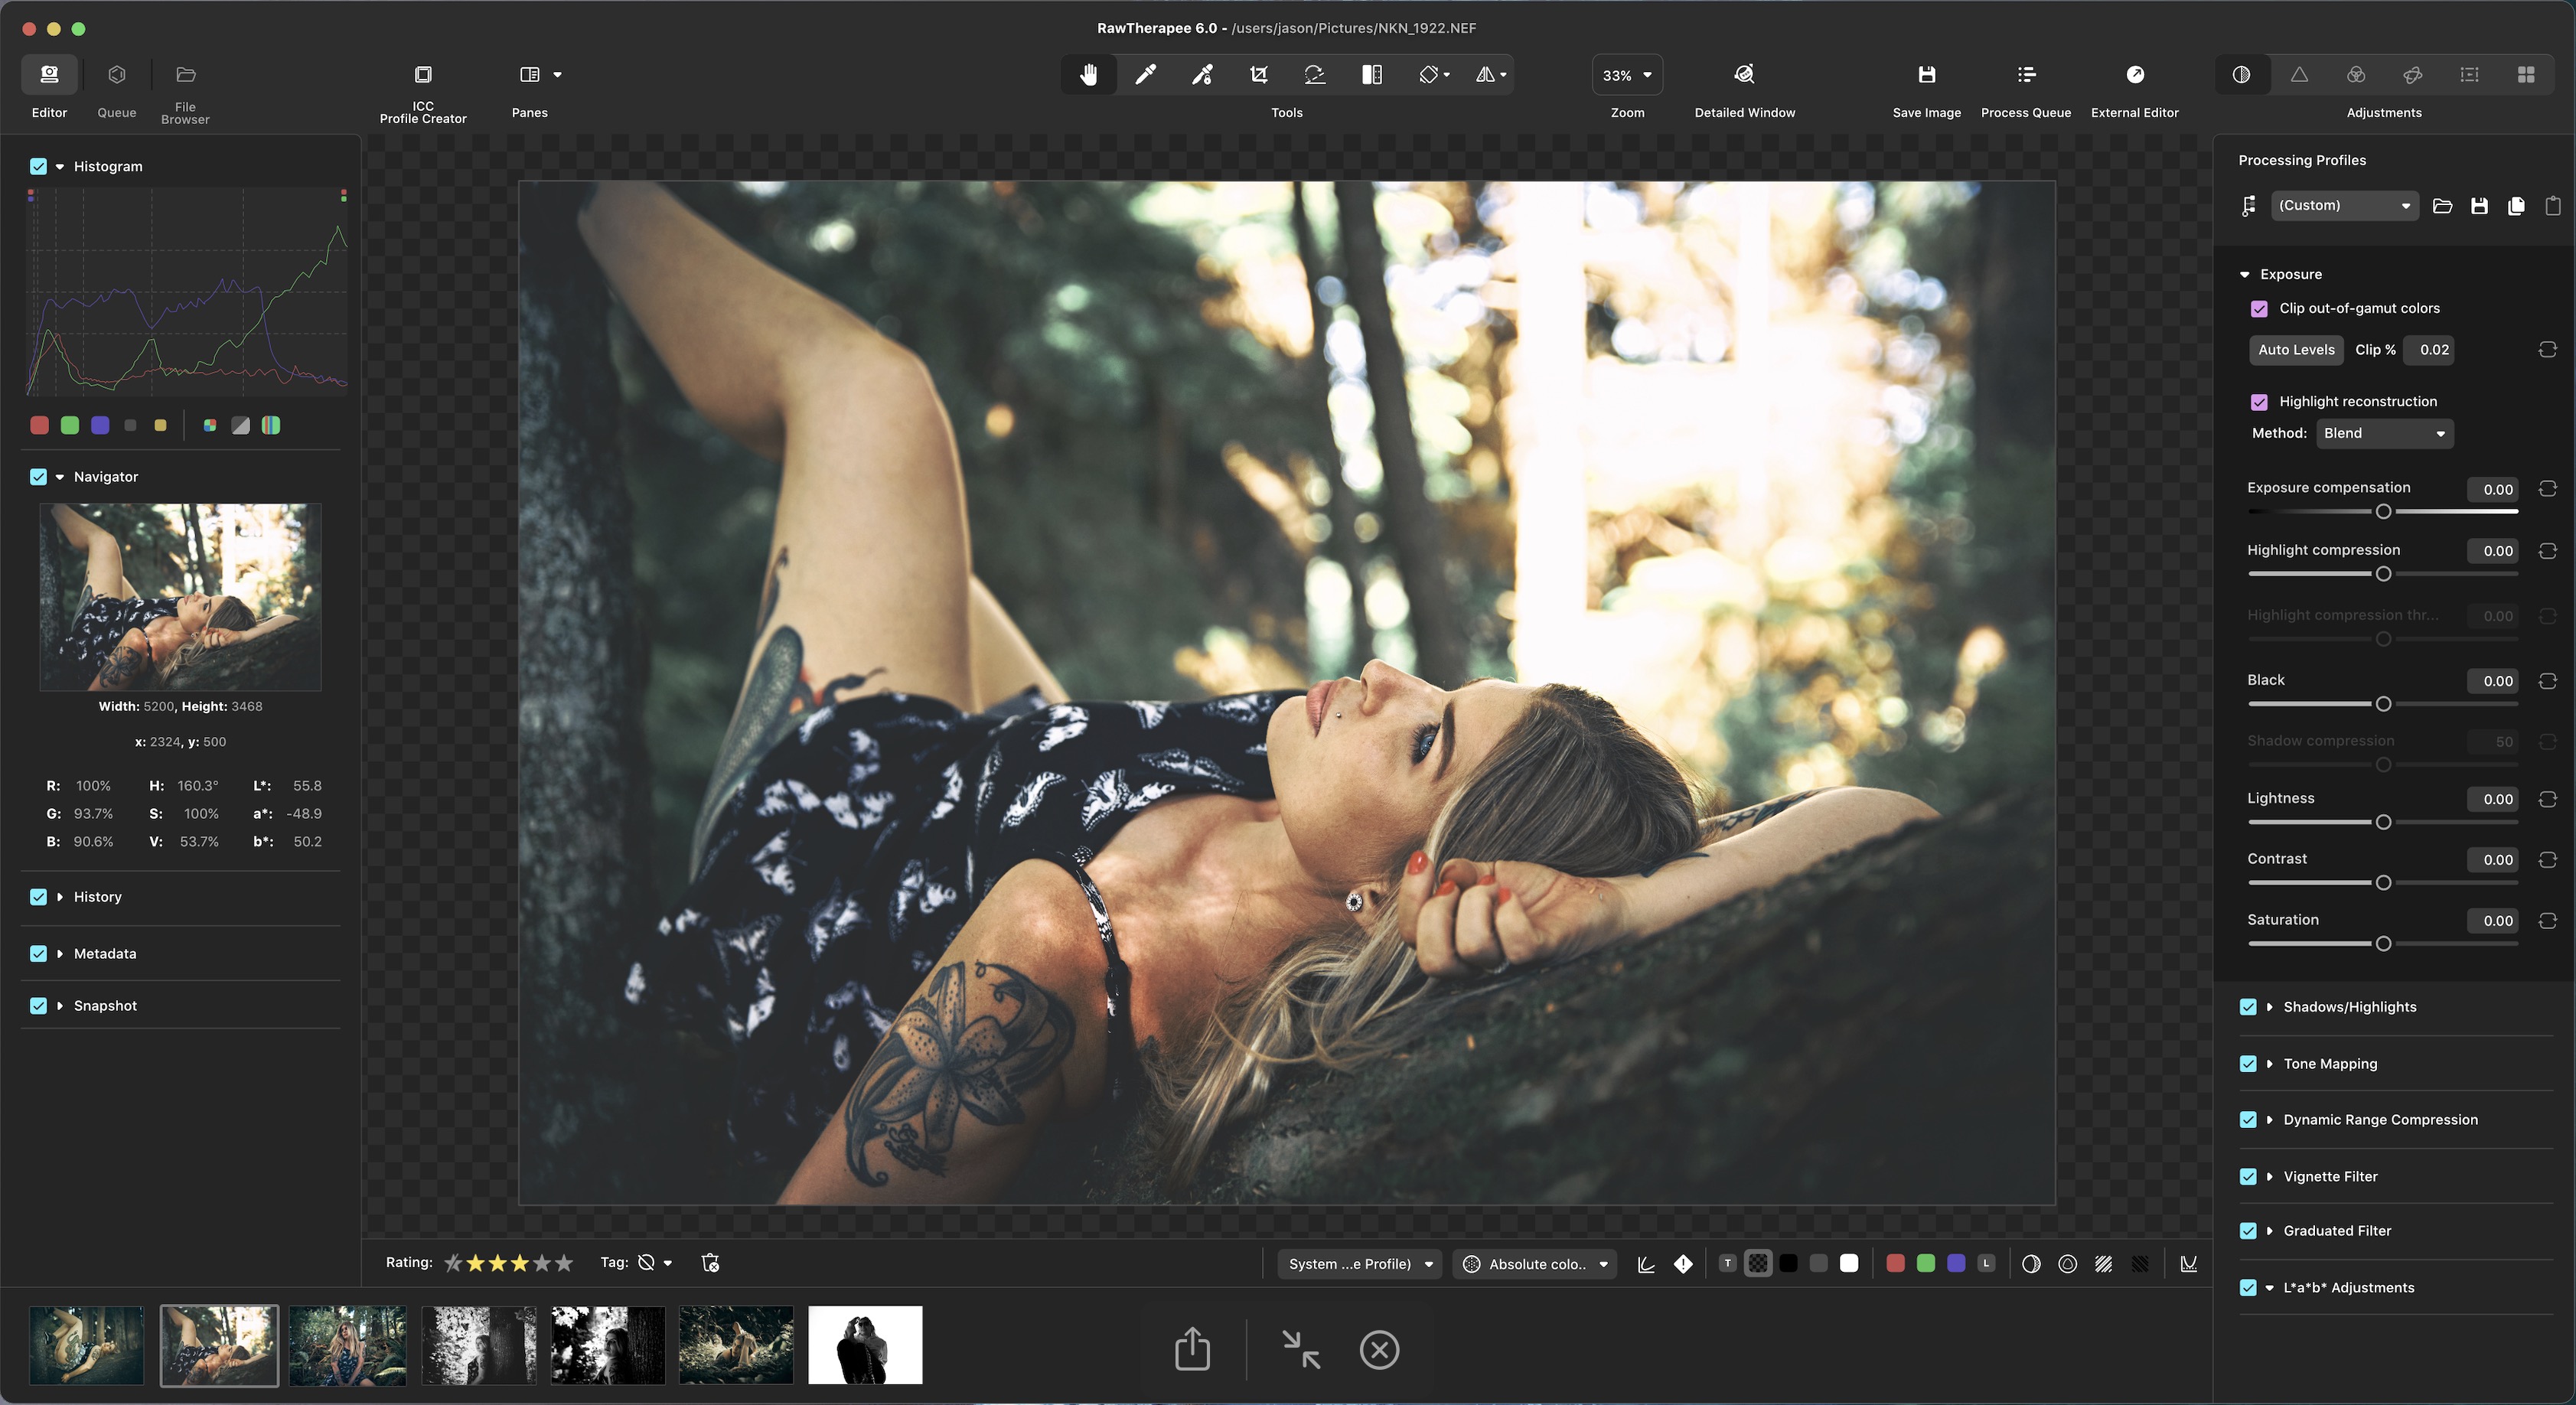 RawTherapee 6.0 - /users/jason/Pictures/NKN_1922.NEF
Editor
Queue
File
Browser
ICC
Profile Creator
Panes
Tools
33%
Zoom
Detailed Window
Save Image
Process Queue
External Editor
Adjustments
Histogram
Navigator
Width: 5200, Height: 3468
x: 2324, y: 500
R: 100% H: 160.3° L*: 55.8
G: 93.7% S: 100% a*: -48.9
B: 90.6% V: 53.7% b*: 50.2
History
Metadata
Snapshot
Rating:
Tag:
System ...e Profile)
Absolute colo..
T
L
Processing Profiles
(Custom)
Exposure
Clip out-of-gamut colors
Auto Levels Clip % 0.02
Highlight reconstruction
Method: Blend
Exposure compensation 0.00
Highlight compression 0.00
Highlight compression thr... 0.00
Black 0.00
Shadow compression 50
Lightness 0.00
Contrast 0.00
Saturation 0.00
Shadows/Highlights
Tone Mapping
Dynamic Range Compression
Vignette Filter
Graduated Filter
L*a*b* Adjustments